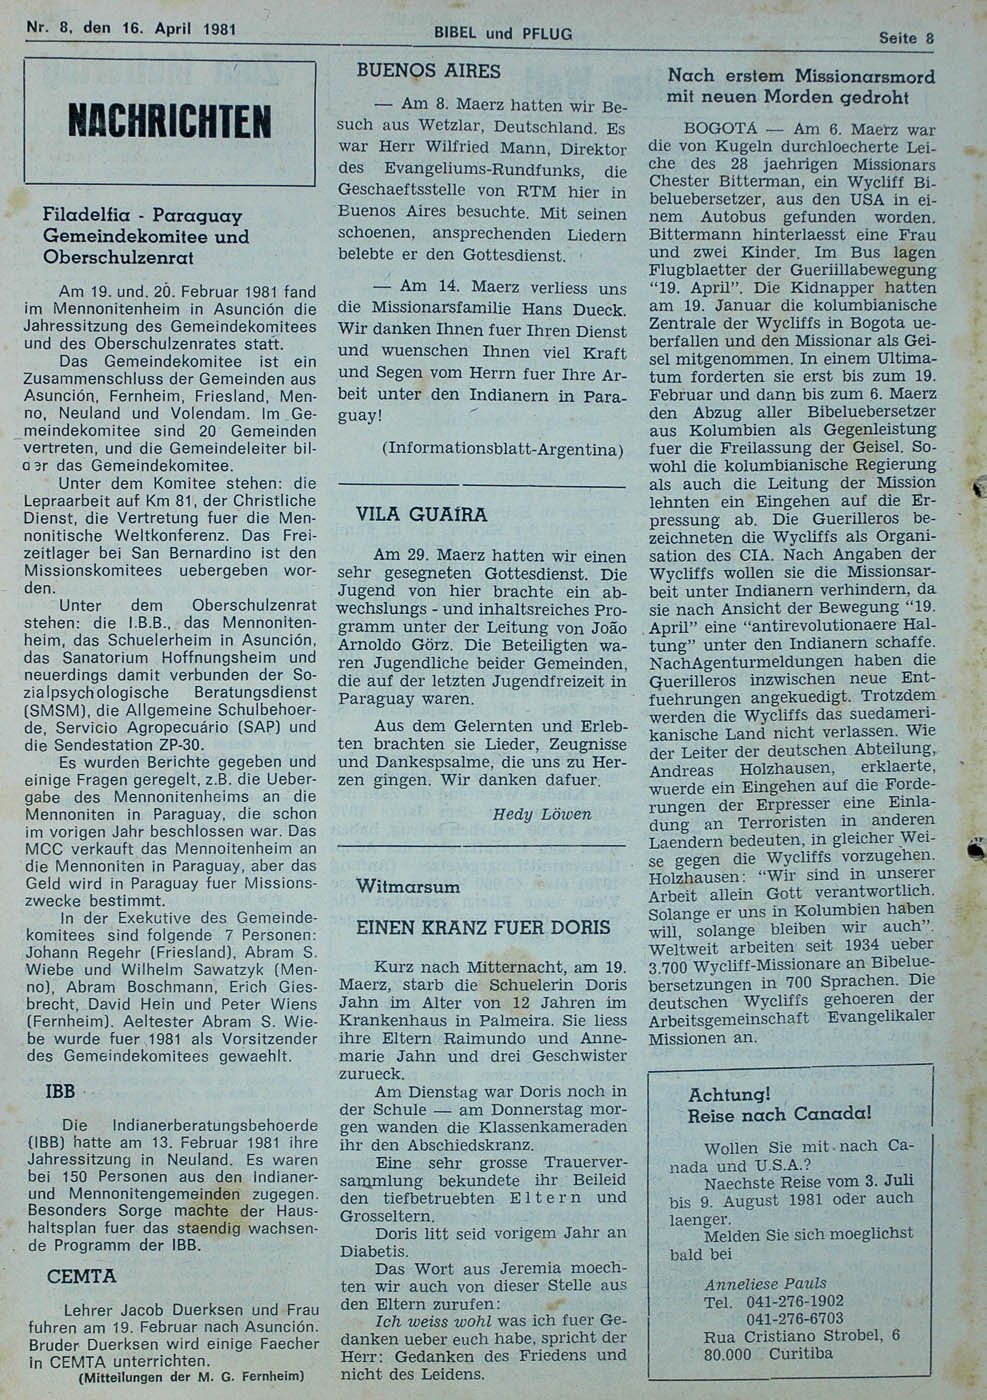 Nr. 8, den 16. April 1981
BIBEL und PFLUG
Seite 8
NACHRICHTEN
Filadelfia - Paraguay
Gemeindekomitee und
Oberschulzenrat
Am 19. und. 20. Februar 1981 fand
im Mennonitenheim in Asunción die
Jahressitzung des Gemeindekomitees
und des Oberschulzenrates statt.
Das Gemeindekomitee ist ein
Zusammenschluss der Gemeinden aus
Asunción, Fernheim, Friesland, Men-
no, Neuland und Volendam. Im Ge-
meindekomitee sind 20 Gemeinden
vertreten, und die Gemeindeleiter bil-
der das Gemeindekomitee.
Unter dem Komitee stehen: die
Lepraarbeit auf Km 81, der Christliche
Dienst, die Vertretung fuer die Men-
nonitische Weltkonferenz. Das Frei-
zeitlager bei San Bernardino ist den
Missionskomitees uebergeben wor-
den.
Unter dem Oberschulzenrat
stehen: die I.B.B., das Mennoniten-
heim, das Schuelerheim in Asunción,
das Sanatorium Hoffnungsheim und
neuerdings damit verbunden der So-
zialpsychologische Beratungsdienst
(SMSM), die Allgemeine Schulbehoer-
de, Servicio Agropecuário (SAP) und
die Sendestation ZP-30.
Es wurden Berichte gegeben und
einige Fragen geregelt, z.B. die Ueber-
gabe des Mennonitenheims an die
Mennoniten in Paraguay, die schon
im vorigen Jahr beschlossen war. Das
MCC verkauft das Mennoitenheim an
die Mennoniten in Paraguay, aber das
Geld wird in Paraguay fuer Missions-
zwecke bestimmt.
In der Exekutive des Gemeinde-
komitees sind folgende 7 Personen:
Johann Regehr (Friesland), Abram S.
Wiebe und Wilhelm Sawatzyk (Men-
no), Abram Boschmann, Erich Gies-
brecht, David Hein und Peter Wiens
(Fernheim). Aeltester Abram S. Wie-
be wurde fuer 1981 als Vorsitzender
des Gemeindekomitees gewaehlt.
IBB
Die Indianerberatungsbehoerde
(IBB) hatte am 13. Februar 1981 ihre
Jahressitzung in Neuland. Es waren
bei 150 Personen aus den Indianer-
und Mennonitengemeinden zugegen.
Besonders Sorge machte der Haus-
haltsplan fuer das staendig wachsen-
de Programm der IBB.
CEMTA
Lehrer Jacob Duerksen und Frau
fuhren am 19. Februar nach Asunción.
Bruder Duerksen wird einige Faecher
in CEMTA unterrichten.
(Mitteilungen der M. G. Fernheim)
BUENOS AIRES
— Am 8. Maerz hatten wir Be-
such aus Wetzlar, Deutschland. Es
war Herr Wilfried Mann, Direktor
des Evangeliums-Rundfunks, die
Geschaeftsstelle von RTM hier in
Buenos Aires besuchte. Mit seinen
schoenen, ansprechenden Liedern
belebte er den Gottesdienst.
— Am 14. Maerz verliess uns
die Missionarsfamilie Hans Dueck.
Wir danken Ihnen fuer Ihren Dienst
und wuenschen Ihnen viel Kraft
und Segen vom Herrn fuer Ihre Ar-
beit unter den Indianern in Para-
guay!
(Informationsblatt-Argentina)
VILA GUAÍRA
Am 29. Maerz hatten wir einen
sehr gesegneten Gottesdienst. Die
Jugend von hier brachte ein ab-
wechslungs - und inhaltsreiches Pro-
gramm unter der Leitung von João
Arnoldo Görz. Die Beteiligten wa-
ren Jugendliche beider Gemeinden,
die auf der letzten Jugendfreizeit in
Paraguay waren.
Aus dem Gelernten und Erleb-
ten brachten sie Lieder, Zeugnisse
und Dankespsalme, die uns zu Her-
zen gingen. Wir danken dafuer.
Hedy Löwen
Witmarsum
EINEN KRANZ FUER DORIS
Kurz nach Mitternacht, am 19.
Maerz, starb die Schuelerin Doris
Jahn im Alter von 12 Jahren im
Krankenhaus in Palmeira. Sie liess
ihre Eltern Raimundo und Anne-
marie Jahn und drei Geschwister
zurueck.
Am Dienstag war Doris noch in
der Schule — am Donnerstag mor-
gen wanden die Klassenkameraden
ihr den Abschiedskranz.
Eine sehr grosse Trauerver-
samlung bekundete ihr Beileid
den tiefbetruebten Eltern und
Grosseltern.
Doris litt seid vorigem Jahr an
Diabetis.
Das Wort aus Jeremia moech-
ten wir auch von dieser Stelle aus
den Eltern zurufen:
Ich weiss wohl was ich fuer Ge-
danken ueber euch habe, spricht der
Herr: Gedanken des Friedens und
nicht des Leidens.
Nach erstem Missionarsmord
mit neuen Morden gedroht
BOGOTÁ — Am 6. Maerz war
die von Kugeln durchloecherte Lei-
che des 28 jaehrigen Missionars
Chester Bitterman, ein Wycliff Bi-
beluebersetzer, aus den USA in ei-
nem Autobus gefunden worden.
Bittermann hinterlaesst eine Frau
und zwei Kinder. Im Bus lagen
Flugblaetter der Gueriillabewegung
"19. April". Die Kidnapper hatten
am 19. Januar die kolumbianische
Zentrale der Wycliffs in Bogota ue-
berfallen und den Missionar als Gei-
sel mitgenommen. In einem Ultima-
tum forderten sie erst bis zum 19.
Februar und dann bis zum 6. Maerz
den Abzug aller Bibeluebersetzer
aus Kolumbien als Gegenleistung
fuer die Freilassung der Geisel. So-
wohl die kolumbianische Regierung
als auch die Leitung der Mission
lehnten ein Eingehen auf die Er-
pressung ab. Die Guerilleros be-
zeichneten die Wycliffs als Organi-
sation des CIA. Nach Angaben der
Wycliffs wollen sie die Missionsar-
beit unter Indianern verhindern, da
sie nach Ansicht der Bewegung "19.
April" eine "antirevolutionaere Hal-
tung" unter den Indianern schaffe.
NachAgenturmeldungen haben die
Querilleros inzwischen neue Ent-
fuehrungen angekuedigt. Trotzdem
werden die Wycliffs das suedameri-
kanische Land nicht verlassen. Wie
der Leiter der deutschen Abteilung,
Andreas Holzhausen, erklaerte,
wuerde ein Eingehen auf die Forde-
rungen der Erpresser eine Einla-
dung an Terroristen in anderen
Laendern bedeuten, in gleicher Wei-
se gegen die Wycliffs vorzugehen.
Holzhausen: "Wir sind in unserer
Arbeit allein Gott verantwortlich.
Solange er uns in Kolumbien haben
will, solange bleiben wir auch".
Weltweit arbeiten seit 1934 ueber
3.700 Wycliff-Missionare an Bibelue-
bersetzungen in 700 Sprachen. Die
deutschen Wycliffs gehoeren der
Arbeitsgemeinschaft Evangelikaler
Missionen an.
Achtung!
Reise nach Canada!
Wollen Sie mit nach Ca-
nada und U.S.A.?
Naechste Reise vom 3. Juli
bis 9. August 1981 oder auch
laenger.
Melden Sie sich moeglichst
bald bei
Anneliese Pauls
Tel. 041-276-1902
041-276-6703
Rua Cristiano Strobel, 6
80.000 Curitiba